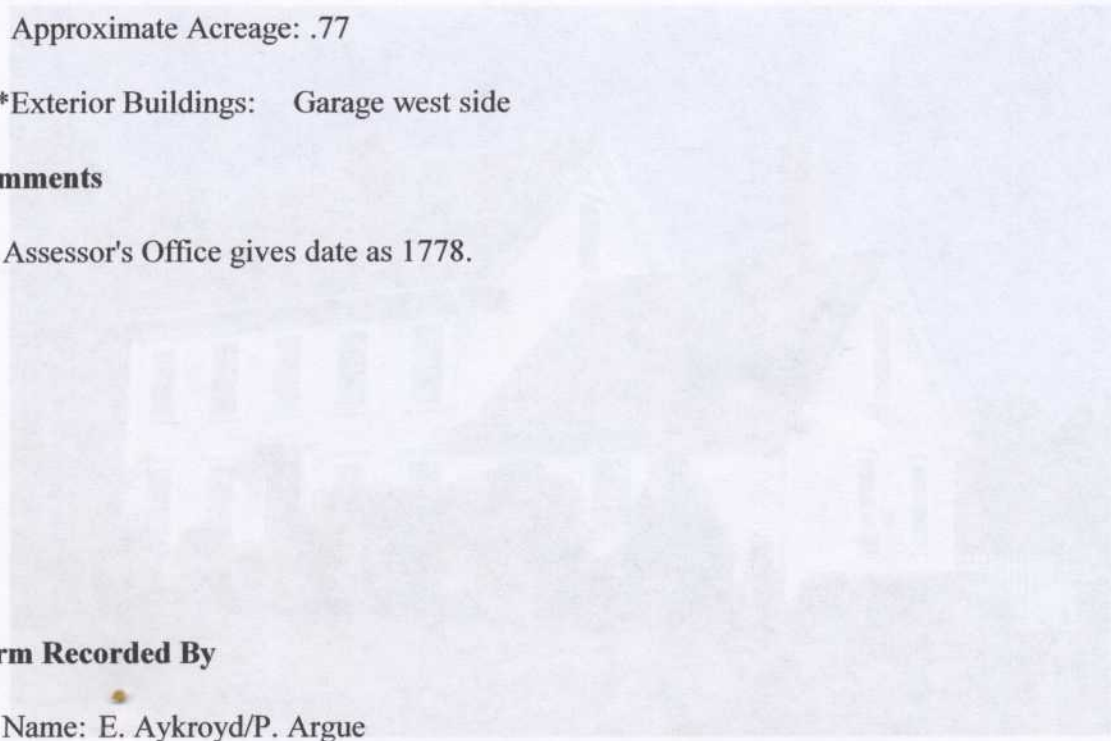 Approximate Acreage: .77
*Exterior Buildings: Garage west side
mments
Assessor's Office gives date as 1778.
rm Recorded By
Name: E. Aykroyd/P. Argue